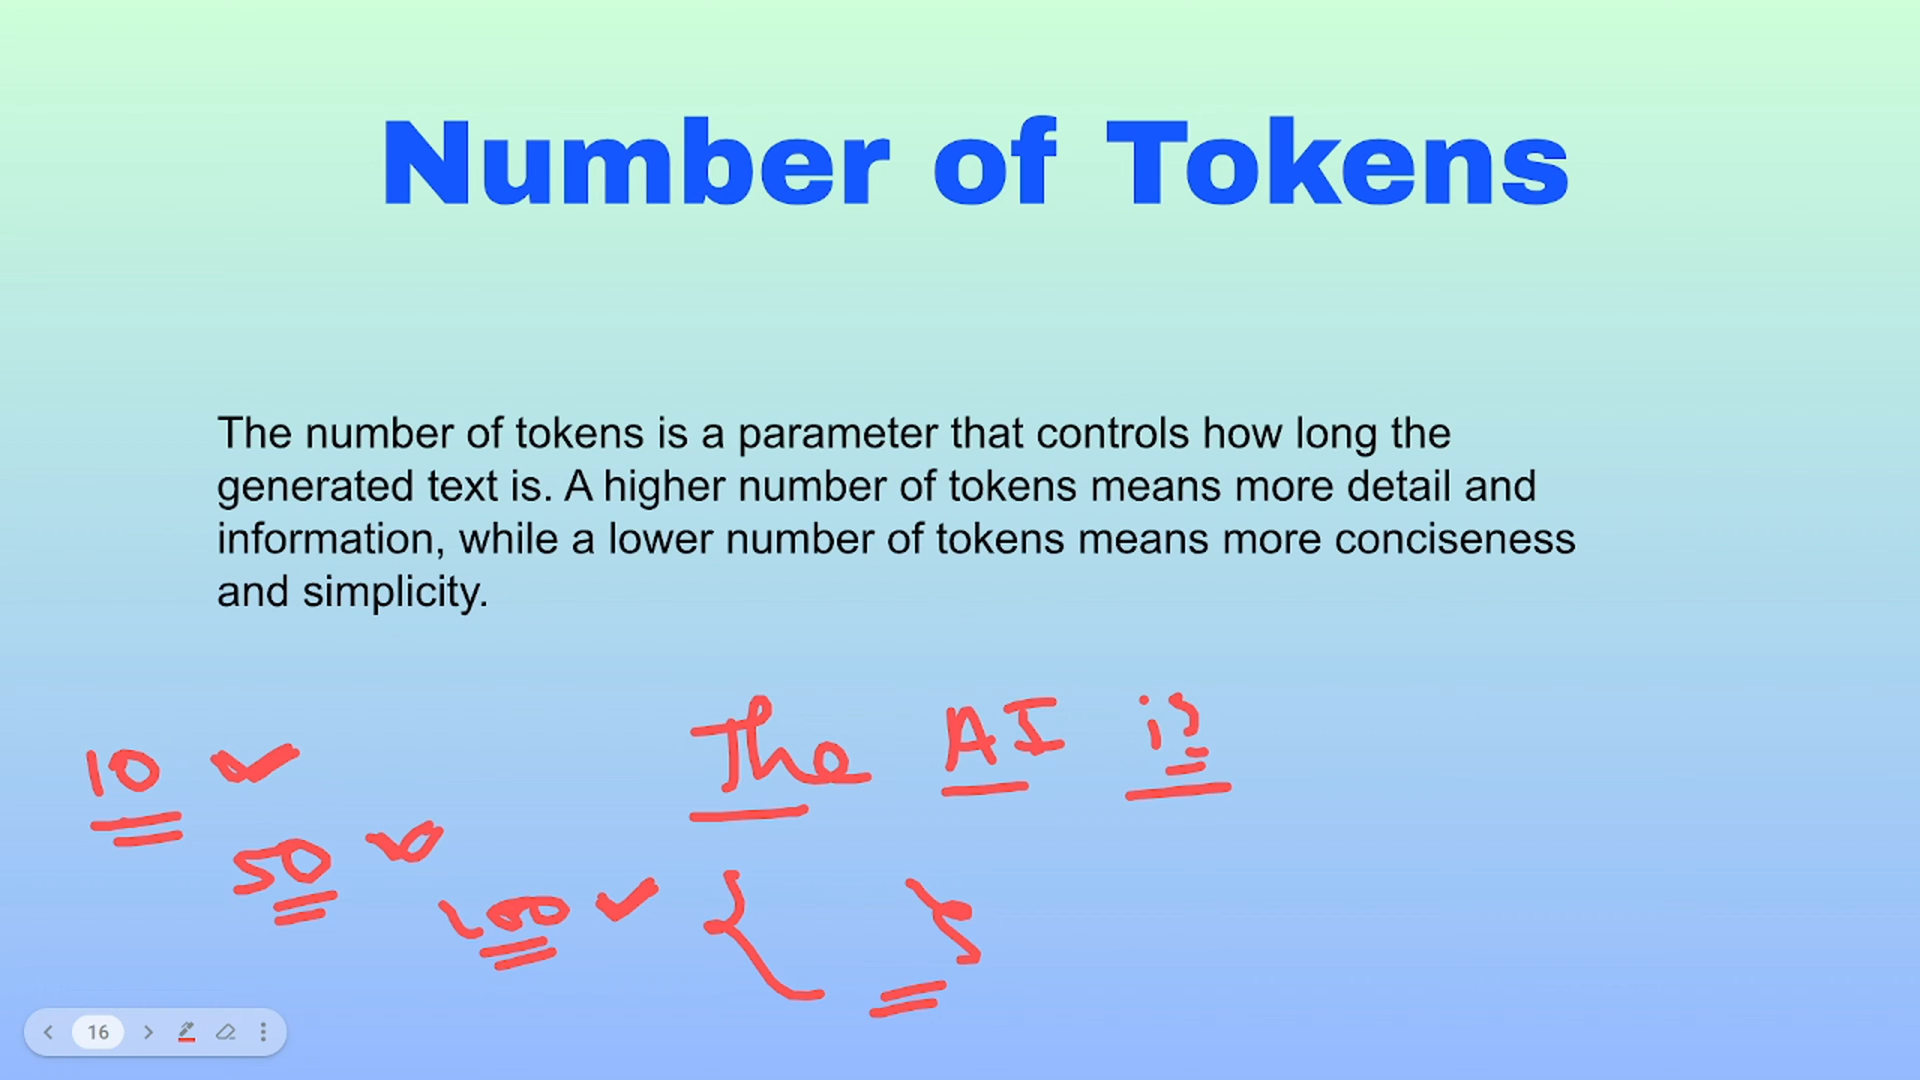 Number of Tokens
The number of tokens is a parameter that controls how long the
generated text is. A higher number of tokens means more detail and
information, while a lower number of tokens means more conciseness
and simplicity.
The AI is
10
50
100
{ }
16